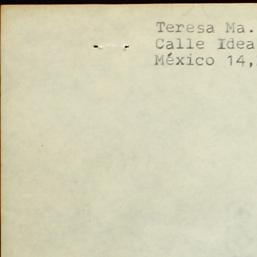 Teresa Ma.
Calle Idea
México 14,